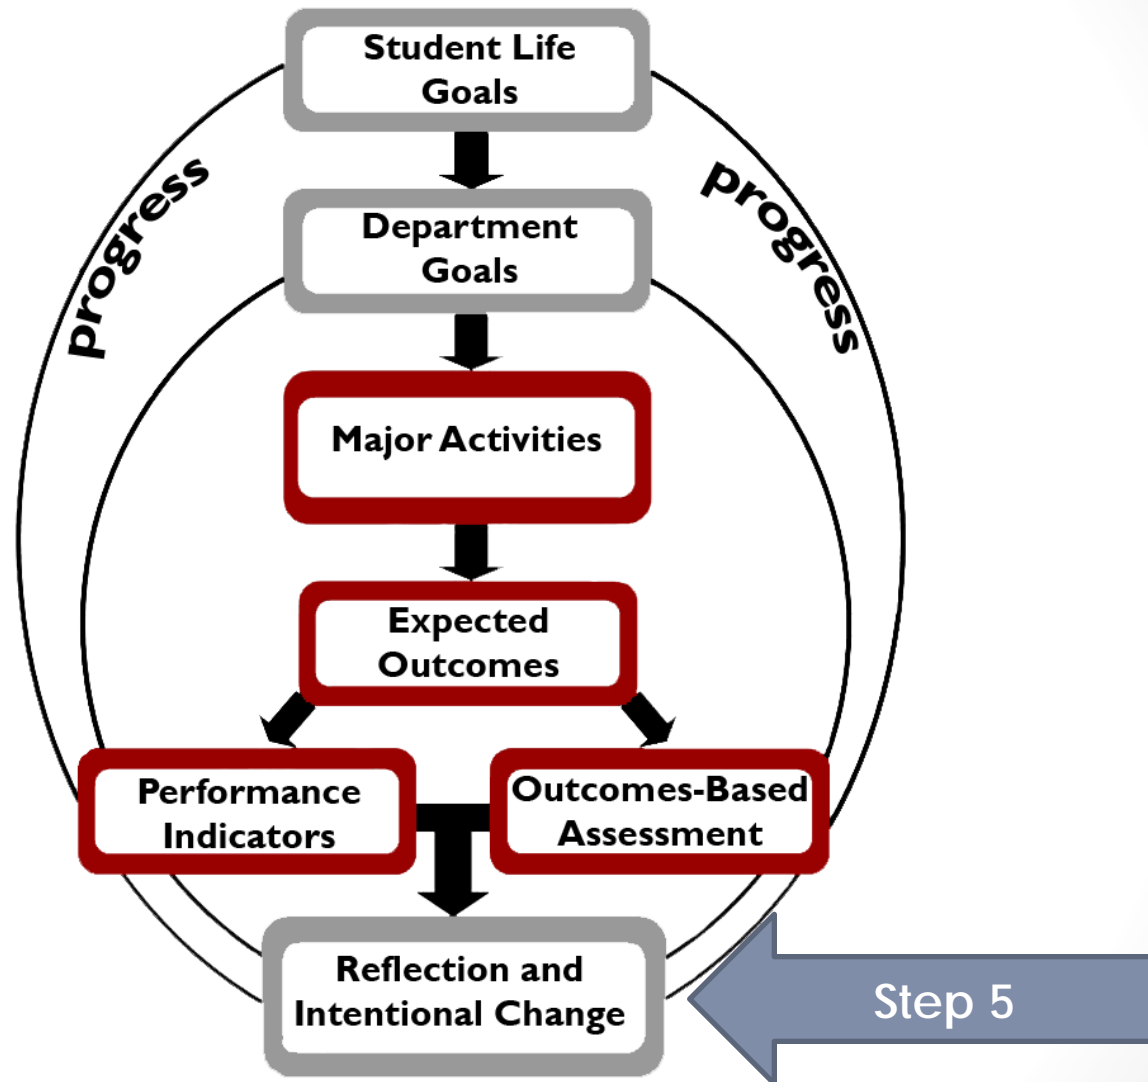 Student Life
Goals
progress
progress
Department
Goals
Major Activities
Expected
Outcomes
Performance
Indicators
Outcomes-Based
Assessment
Reflection and
Intentional Change
Step 5